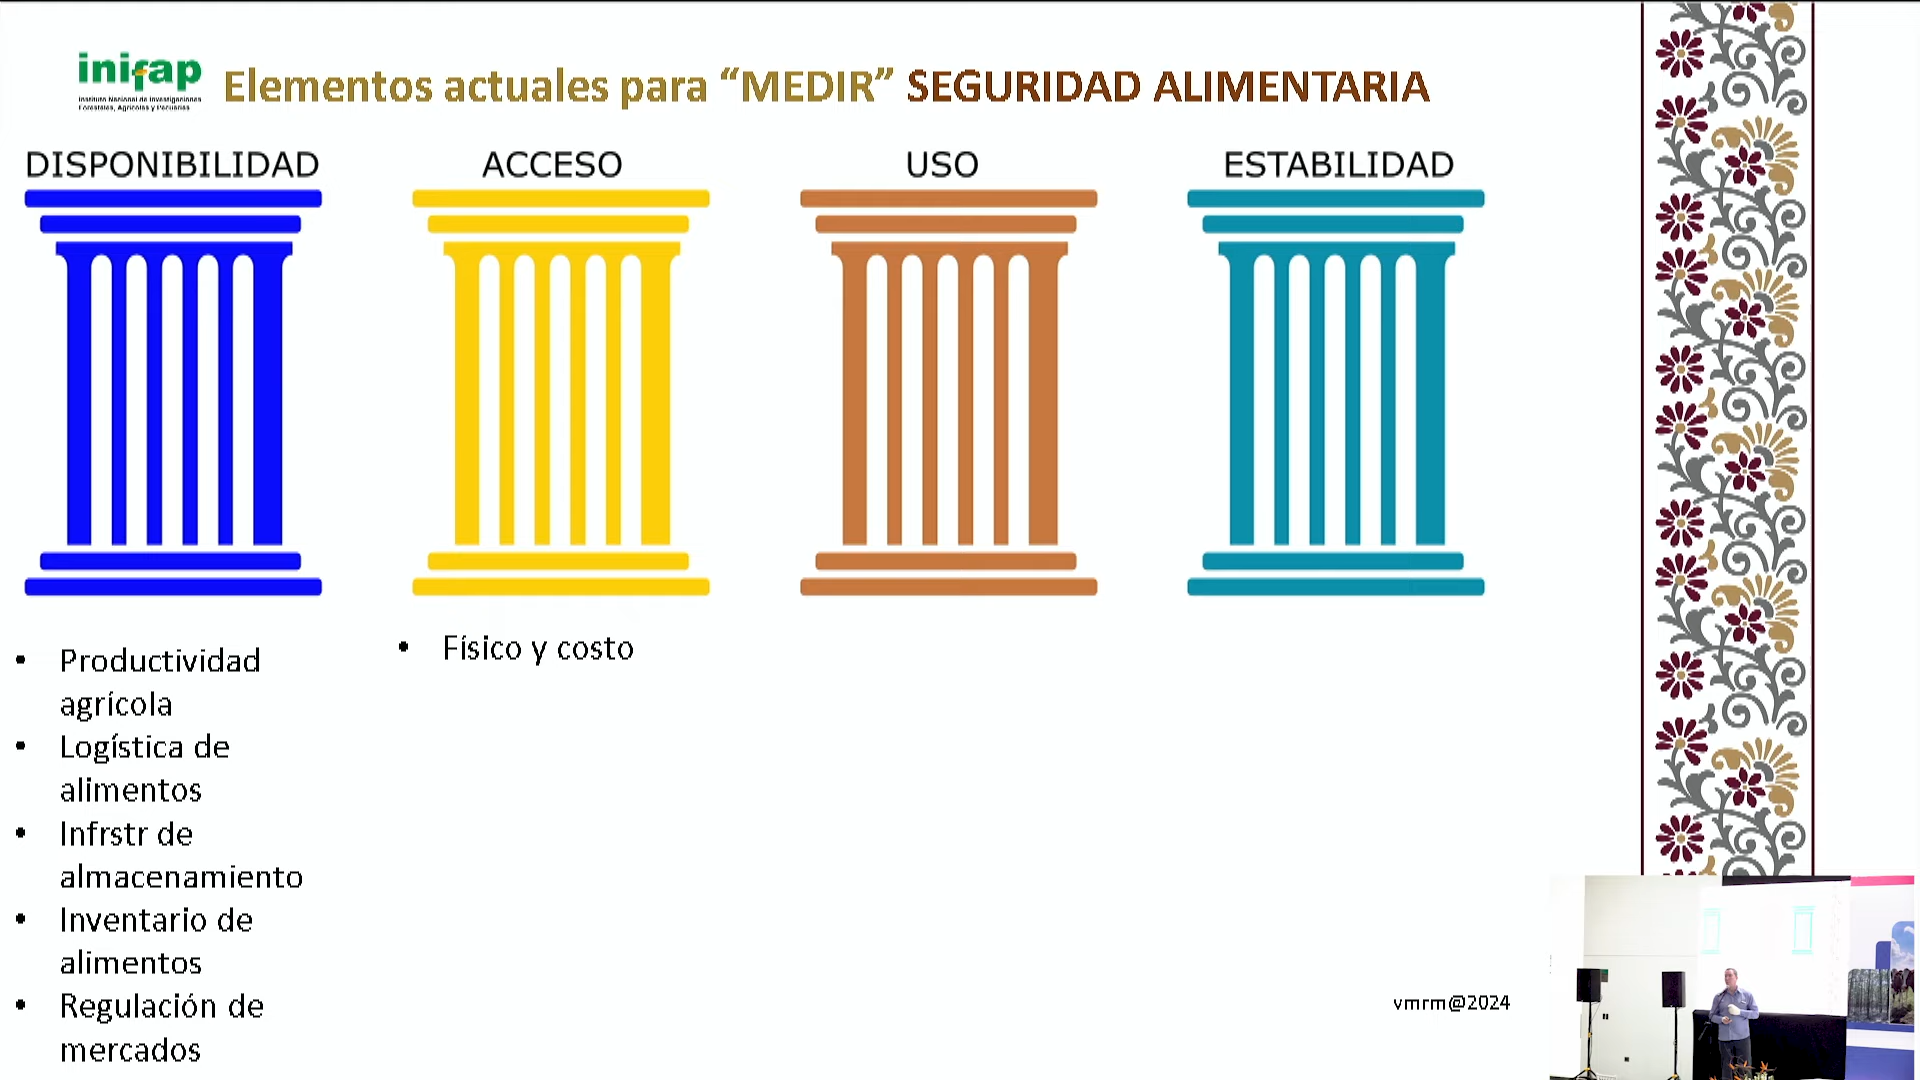 inifap
Instituto Nacional de Investigaciones
Forestales, Agrícolas y Pecuarias
Elementos actuales para “MEDIR” SEGURIDAD ALIMENTARIA
DISPONIBILIDAD
ACCESO
USO
ESTABILIDAD
• Productividad
agrícola
• Logística de
alimentos
• Infrstr de
almacenamiento
• Inventario de
alimentos
• Regulación de
mercados
• Físico y costo
vmrm@2024